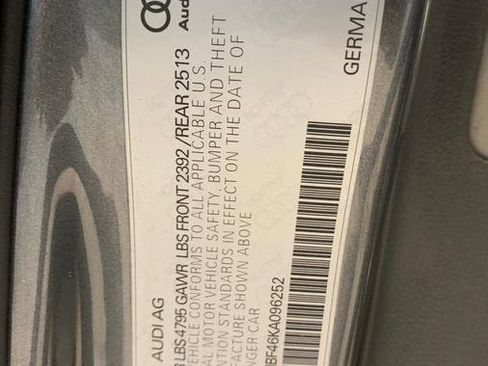 AUDI AG
LBS 4795 GAWR LBS FRONT 2392 /REAR 2513
VEHICLE CONFORMS TO ALL APPLICABLE U.S.
MOTOR VEHICLE SAFETY, BUMPER AND THEFT
STANDARDS IN EFFECT ON THE DATE OF
SHOWN ABOVE
CAR
BF46KA096252
Aud
GERMA